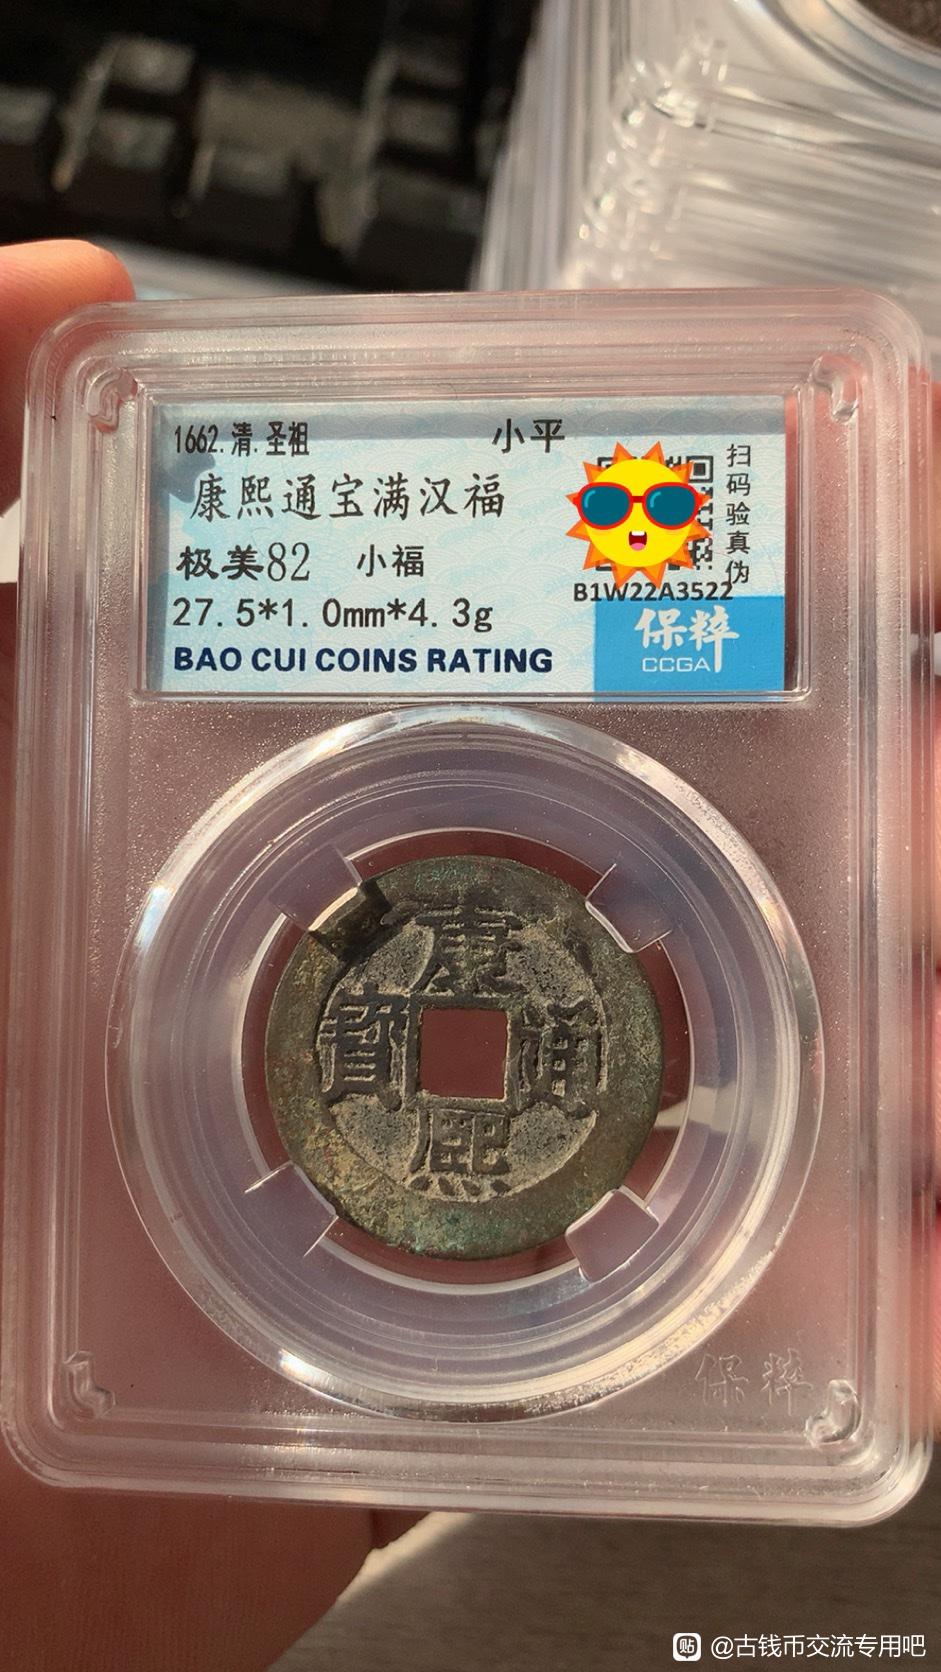 1662.清.圣祖 小平
康熙通宝满汉福
极美82 小福
27.5*1.0mm*4.3g
BAO CUI COINS RATING
扫码验真伪
B1W22A3522
保粹
CCGA
康熙通寳
保粹
贴 @古钱币交流专用吧